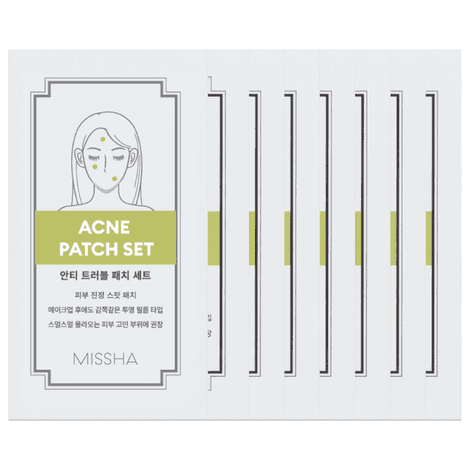 ACNE
PATCH SET
안티 트러블 패치 세트
피부 진정 스팟 패치
메이크업 후에도 감쪽같은 투명 필름 타입
스멀스멀 올라오는 피부 고민 부위에 권장
MISSHA